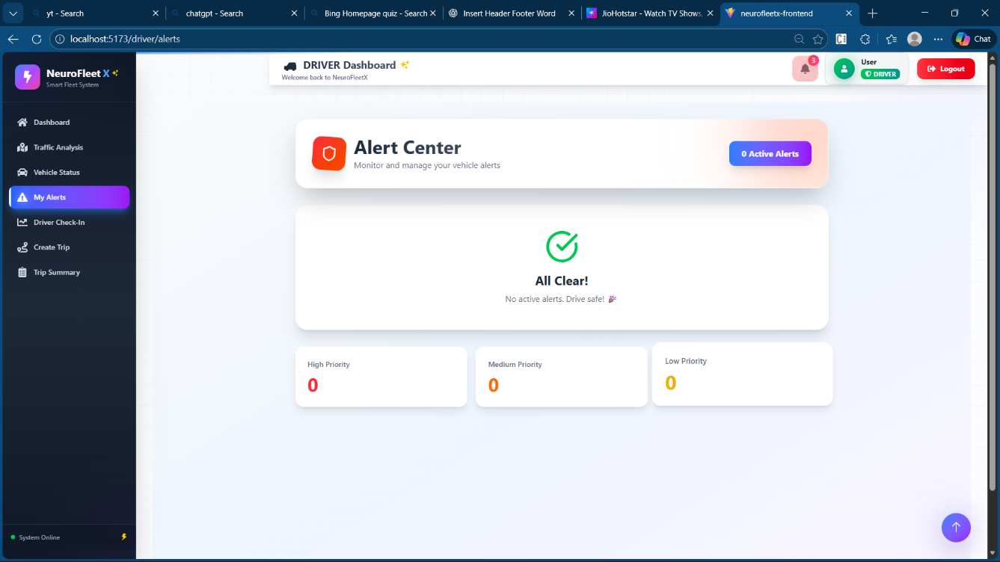 yt - Search
chatgpt - Search
Bing Homepage quiz - Search
Insert Header Footer Word
JioHotstar - Watch TV Shows,
neurofleetx-frontend
localhost:5173/driver/alerts
Chat
NeuroFleet X
Smart Fleet System
Dashboard
Traffic Analysis
Vehicle Status
My Alerts
Driver Check-In
Create Trip
Trip Summary
System Online
DRIVER Dashboard
Welcome back to NeuroFleetX
3
User
DRIVER
Logout
Alert Center
Monitor and manage your vehicle alerts
0 Active Alerts
All Clear!
No active alerts. Drive safe! 🎉
High Priority
0
Medium Priority
0
Low Priority
0